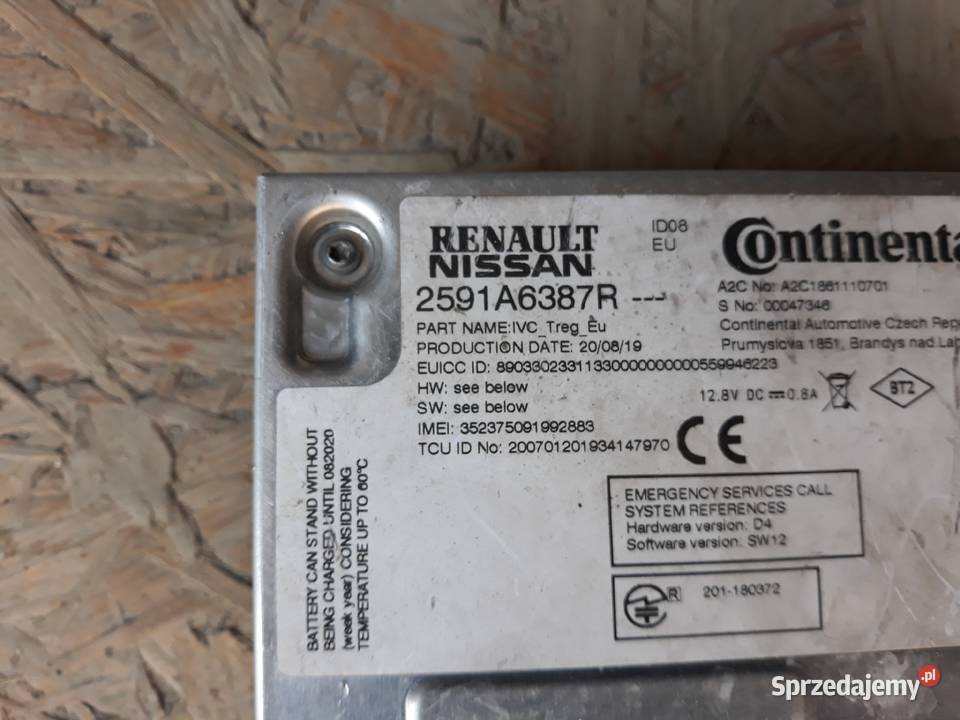 RENAULT
NISSAN
ID08
EU
Continenta
2591A6387R ---
A2C No: A2C1861110701
S No: 00047346
PART NAME:IVC_Treg_Eu
Continental Automotive Czech Rep
PRODUCTION DATE: 20/08/19
Prumyslova 1851, Brandys nad Lab
EUICC ID: 89033023311330000000000559946223
HW: see below
12.8V DC 0.8A
BT2
SW: see below
IMEI: 352375091992883
TCU ID No: 200701201934147970
CE
BATTERY CAN STAND WITHOUT
BEING CHARGED UNTIL 082020
(week year) CONSIDERING
TEMPERATURE UP TO 60°C
EMERGENCY SERVICES CALL
SYSTEM REFERENCES
Hardware version: D4
Software version: SW12
R 201-180372
Sprzedajemy.pl